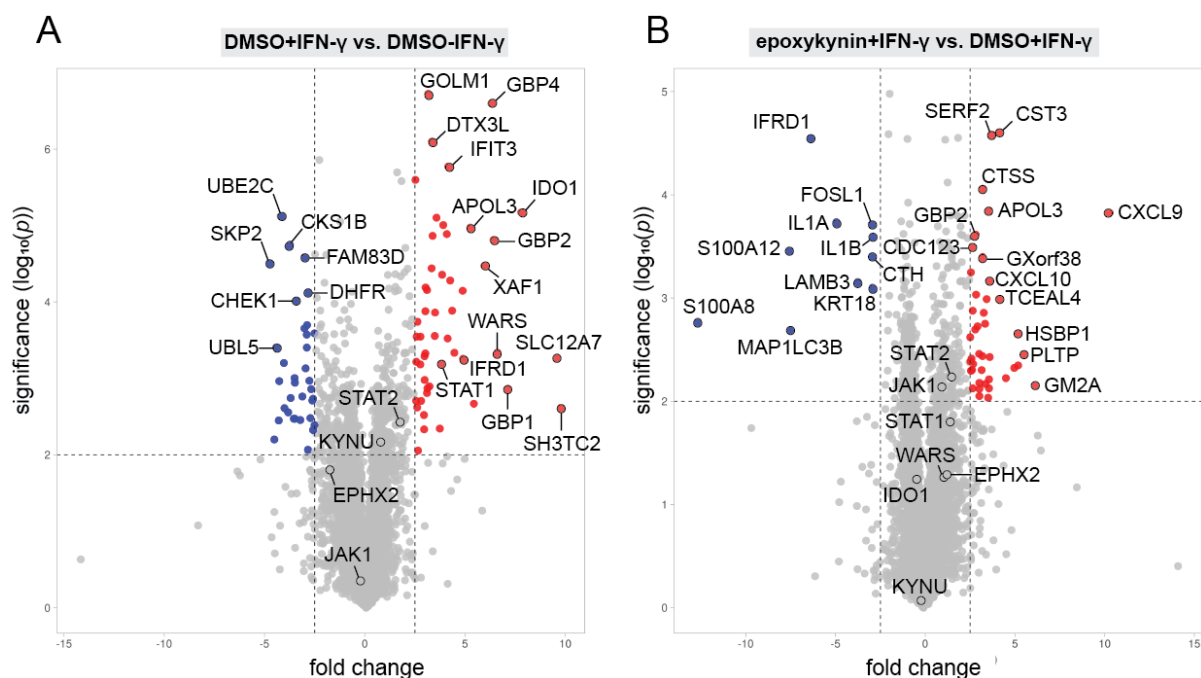 A
DMSO+IFN-γ vs. DMSO-IFN-γ
GOLM1
GBP4
DTX3L
IFIT3
6
UBE2C
IDO1
APOL3
CKS1B
SKP2
GBP2
FAM83D
XAF1
CHEK1
DHFR
4
WARS
SLC12A7
UBL5
IFRD1
STAT1
STAT2
GBP1
KYNU
SH3TC2
2
EPHX2
JAK1
0
-15
-10
-5
0
5
10
fold change
significance (log₁₀(p))
B
epoxykynin+IFN-γ vs. DMSO+IFN-γ
5
SERF2
CST3
IFRD1
CTSS
4
FOSL1
GBP2
APOL3
CXCL9
IL1A
S100A12
IL1B
CDC123
GXorf38
CTH
CXCL10
LAMB3
3
KRT18
TCEAL4
S100A8
HSBP1
MAP1LC3B
STAT2
PLTP
JAK1
GM2A
2
STAT1
WARS
EPHX2
IDO1
1
KYNU
0
-10
-5
0
5
10
15
fold change
significance (log₁₀(p))